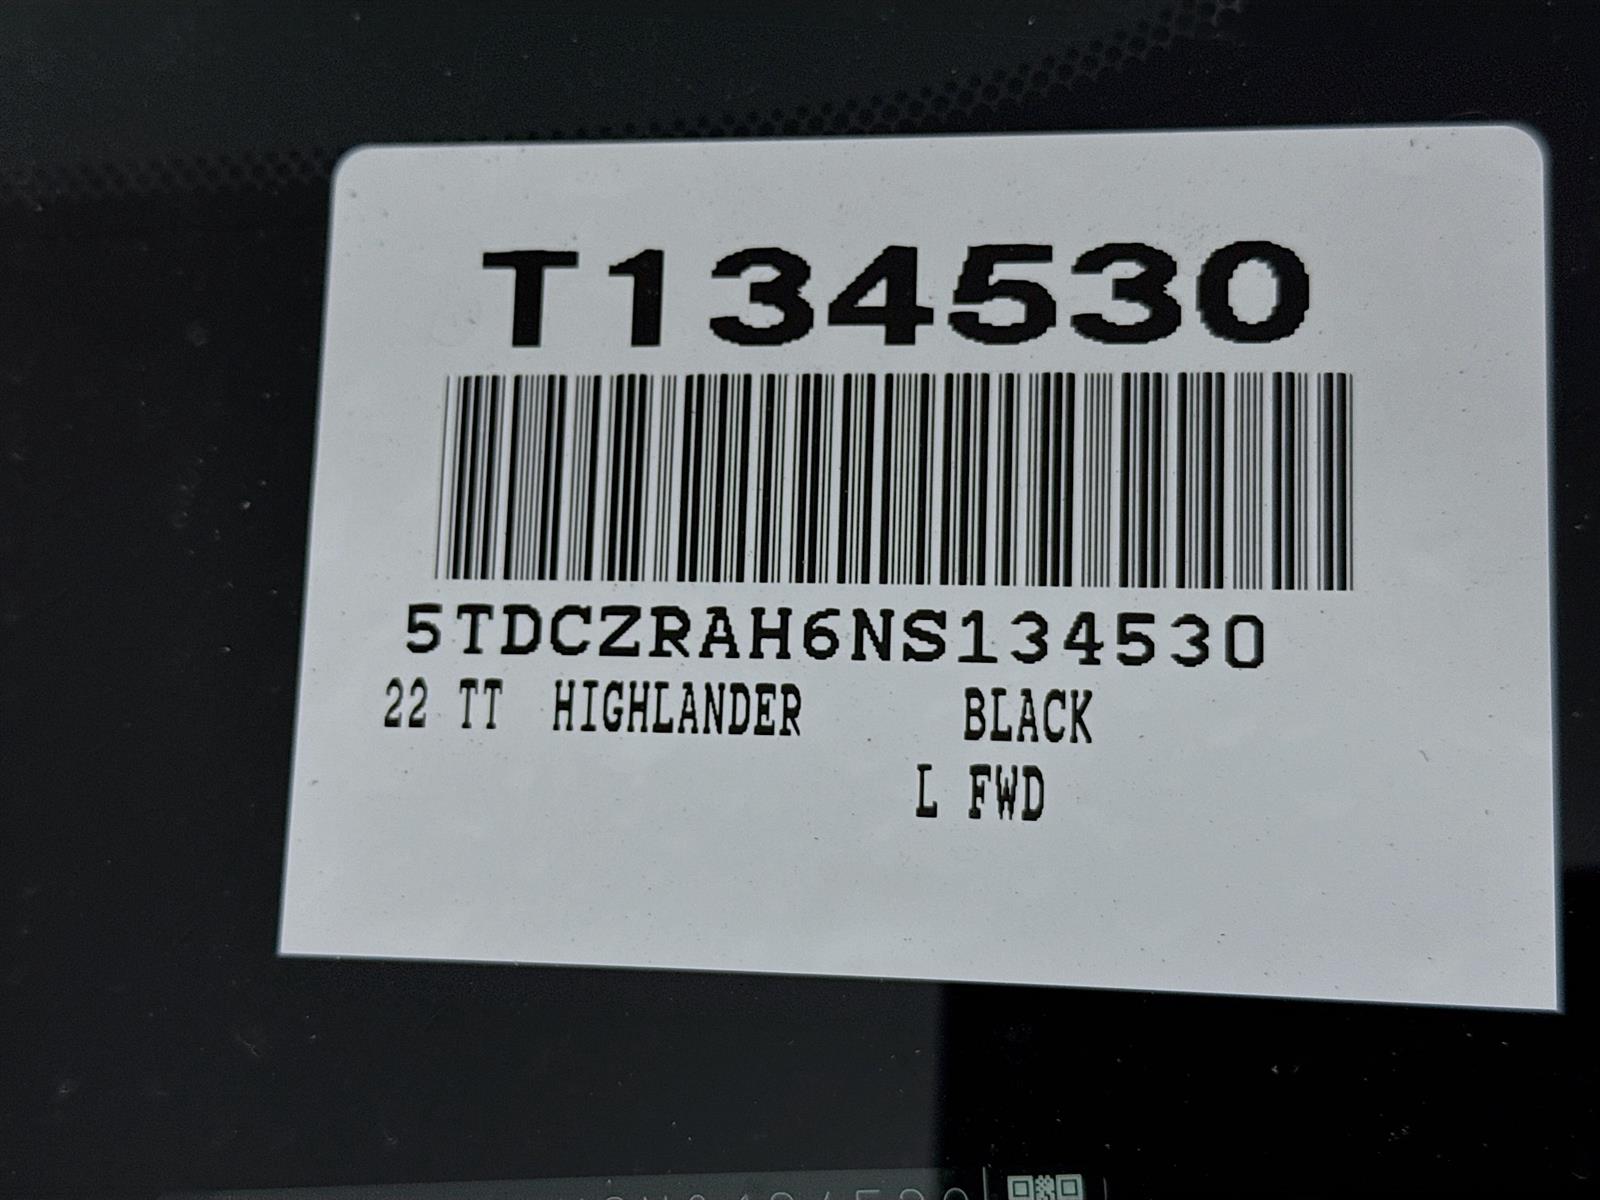 T134530
5TDCZRAH6NS134530
22 TT HIGHLANDER BLACK
L FWD